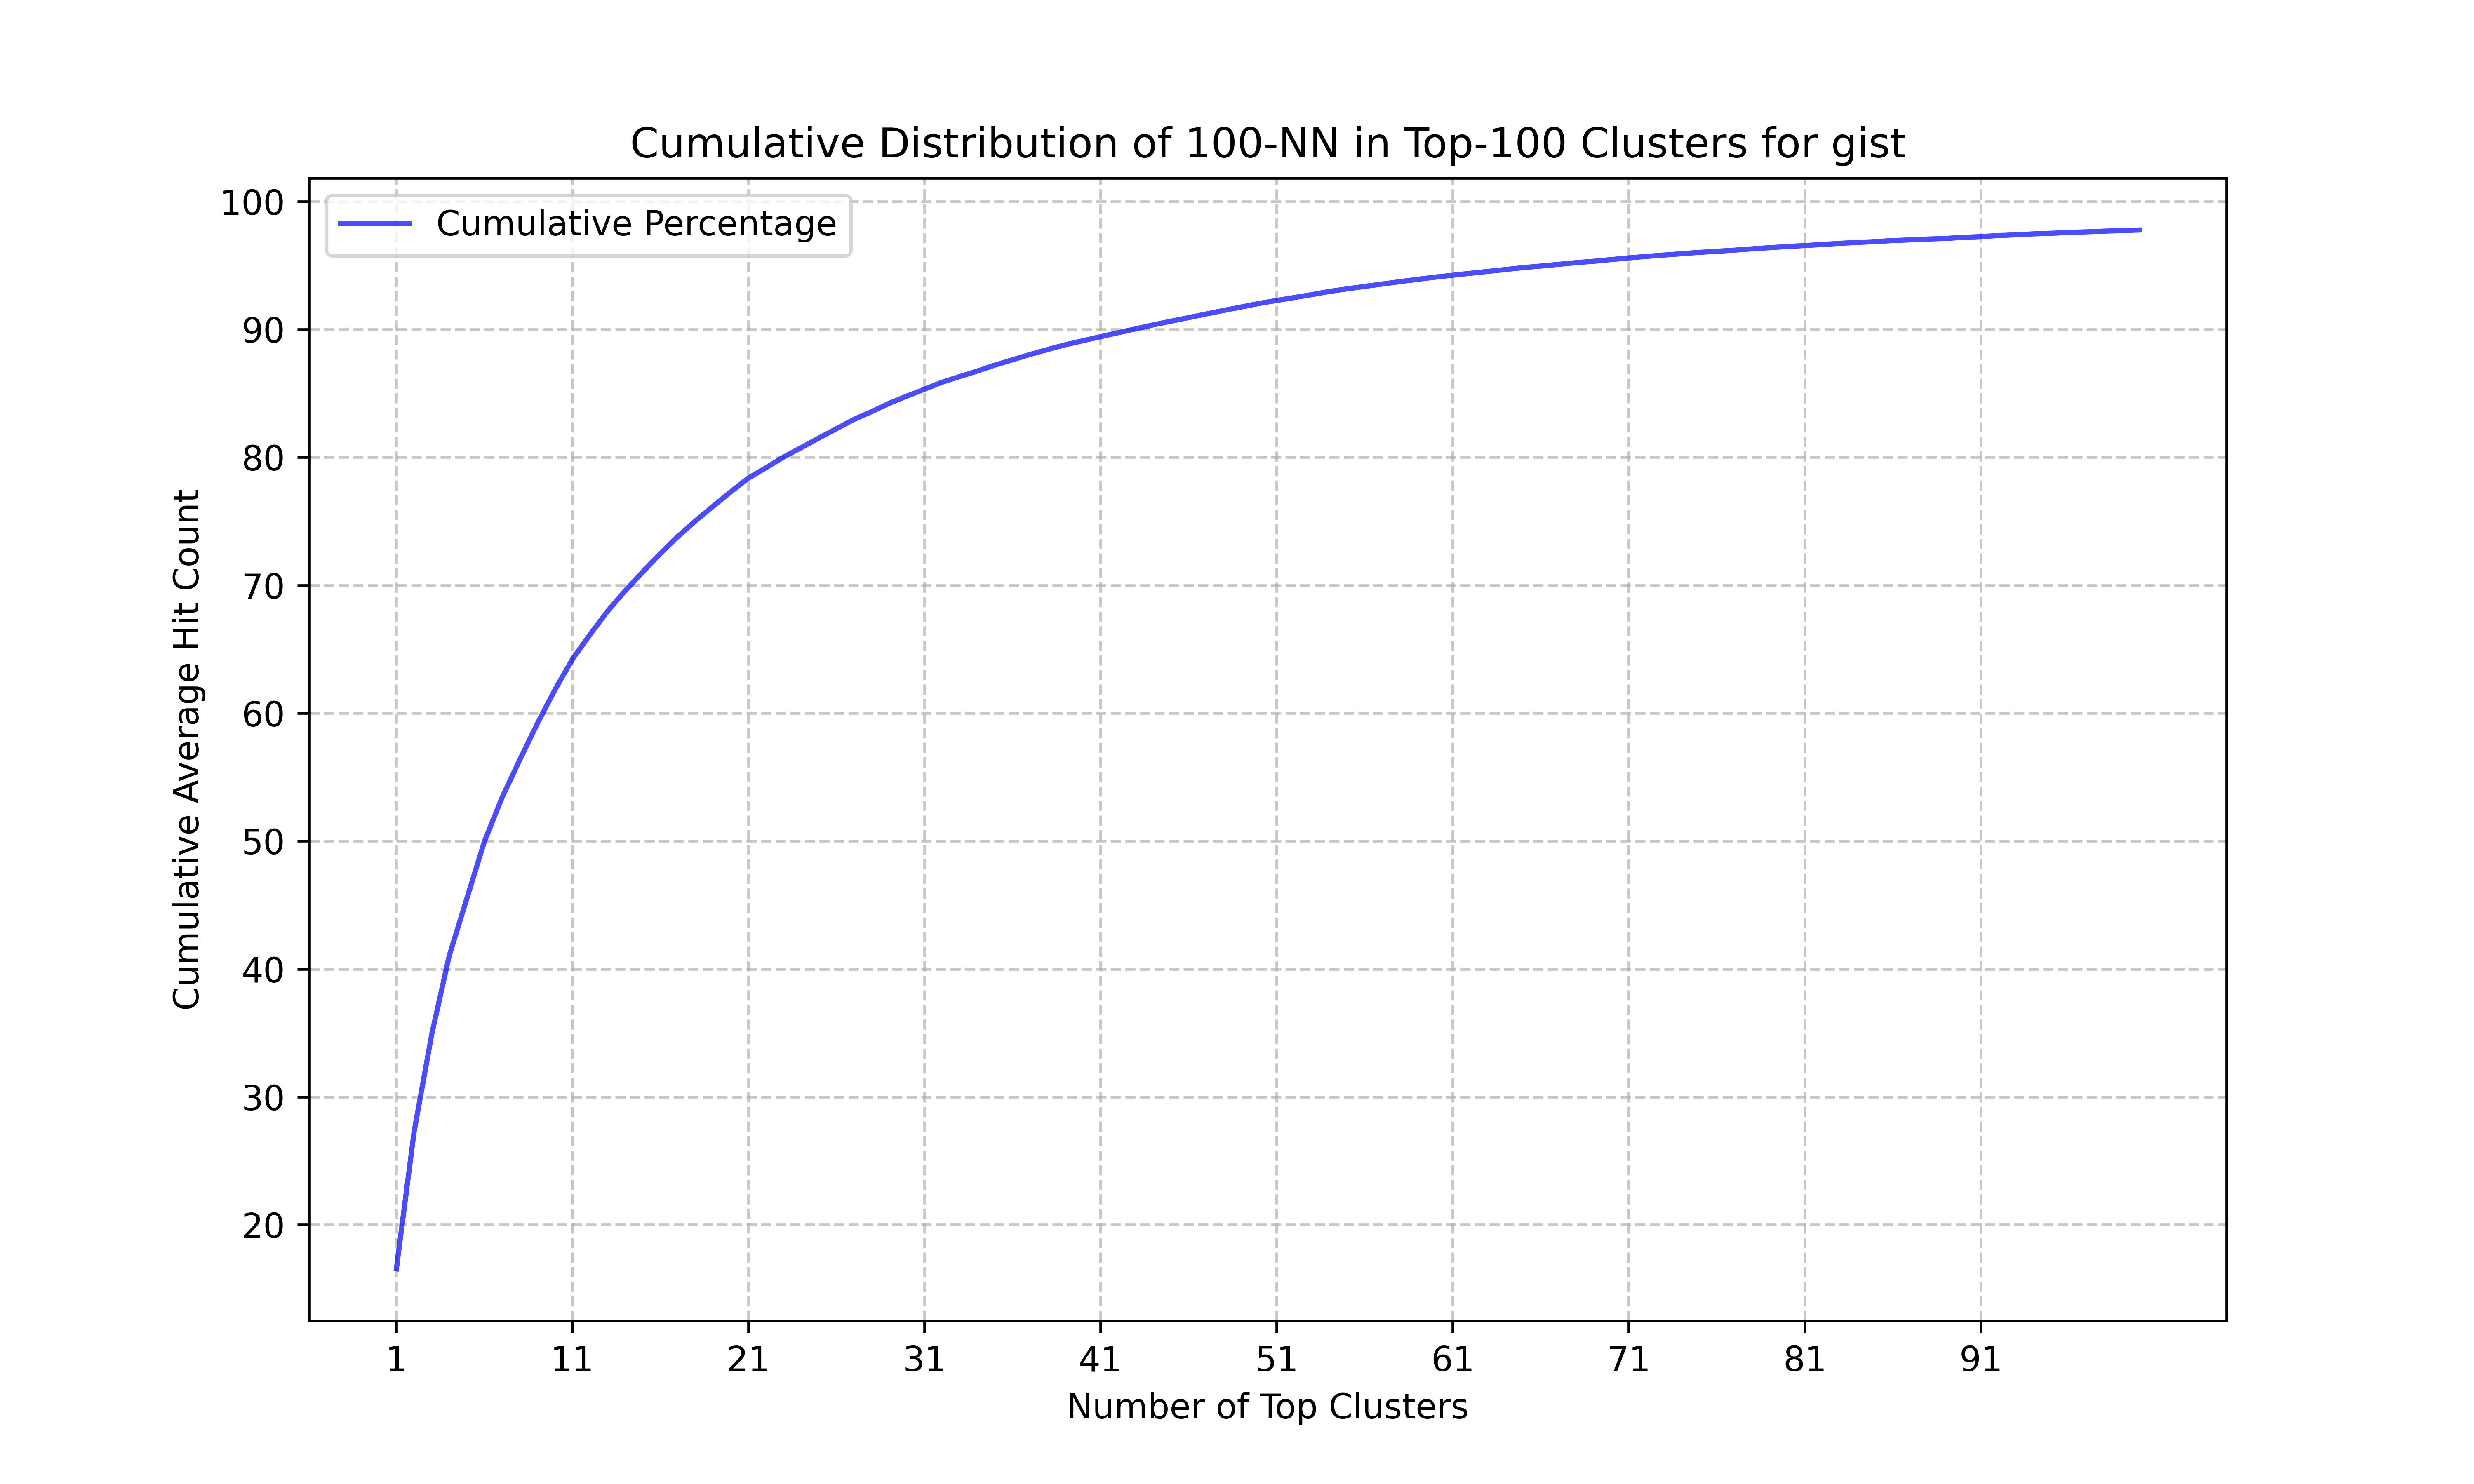 Cumulative Distribution of 100-NN in Top-100 Clusters for gist
Cumulative Percentage
Cumulative Average Hit Count
100
90
80
70
60
50
40
30
20
1 11 21 31 41 51 61 71 81 91
Number of Top Clusters